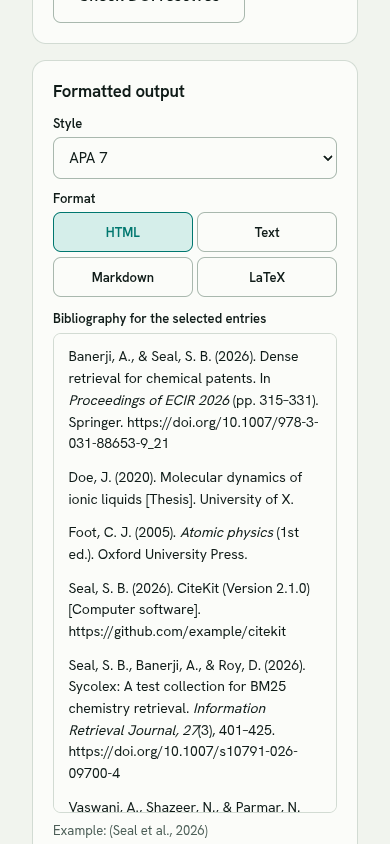 Formatted output
Style
APA 7
Format
HTML
Text
Markdown
LaTeX
Bibliography for the selected entries
Banerji, A., & Seal, S. B. (2026). Dense
retrieval for chemical patents. In
Proceedings of ECIR 2026 (pp. 315–331).
Springer. https://doi.org/10.1007/978-3-
031-88653-9_21
Doe, J. (2020). Molecular dynamics of
ionic liquids [Thesis]. University of X.
Foot, C. J. (2005). Atomic physics (1st
ed.). Oxford University Press.
Seal, S. B. (2026). CiteKit (Version 2.1.0)
[Computer software].
https://github.com/example/citekit
Seal, S. B., Banerji, A., & Roy, D. (2026).
Sycolex: A test collection for BM25
chemistry retrieval. Information
Retrieval Journal, 27(3), 401–425.
https://doi.org/10.1007/s10791-026-
09700-4
Vaswani, A., Shazeer, N., & Parmar, N.
Example: (Seal et al., 2026)